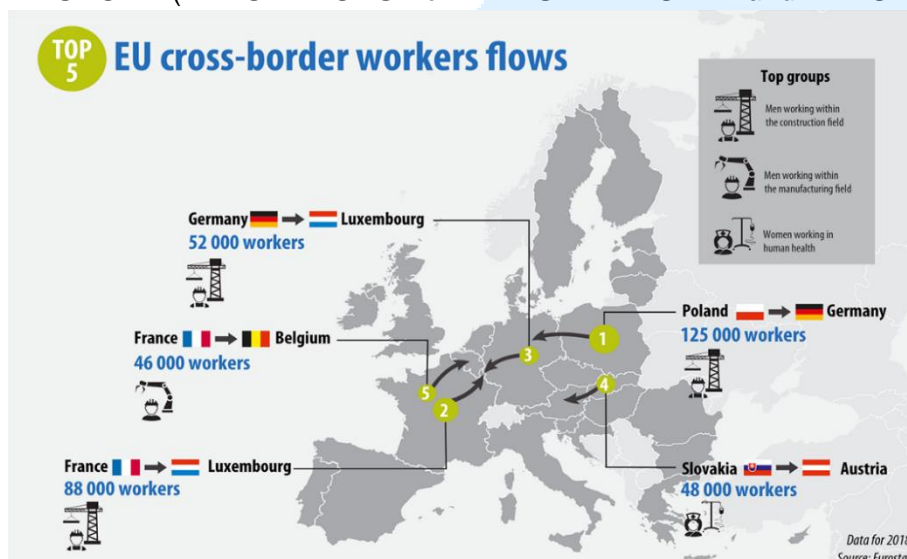 TOP
5
EU cross-border workers flows
Top groups
Men working within
the construction field
Men working within
the manufacturing field
Women working in
human health
Germany Luxembourg
52 000 workers
France Belgium
46 000 workers
France Luxembourg
88 000 workers
Poland Germany
125 000 workers
Slovakia Austria
48 000 workers
1
3
4
5
2
Data for 2018
Source: Eurosta